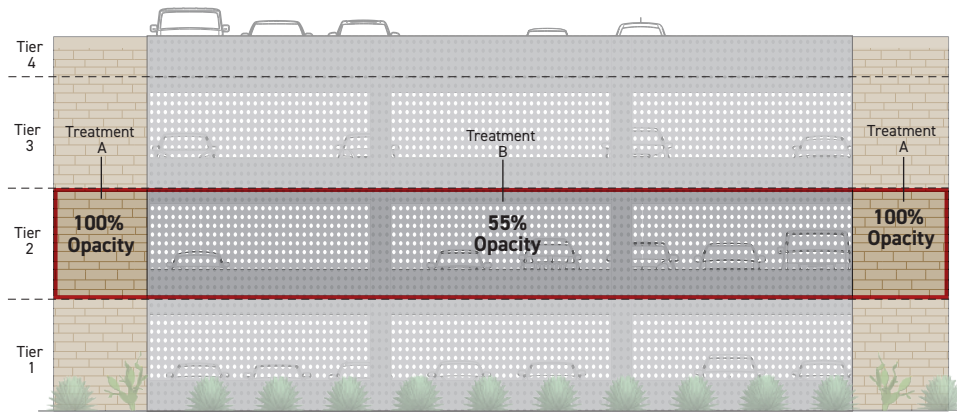 Tier
4
Tier
3
Treatment
A
Treatment
B
Treatment
A
Tier
2
100%
Opacity
55%
Opacity
100%
Opacity
Tier
1